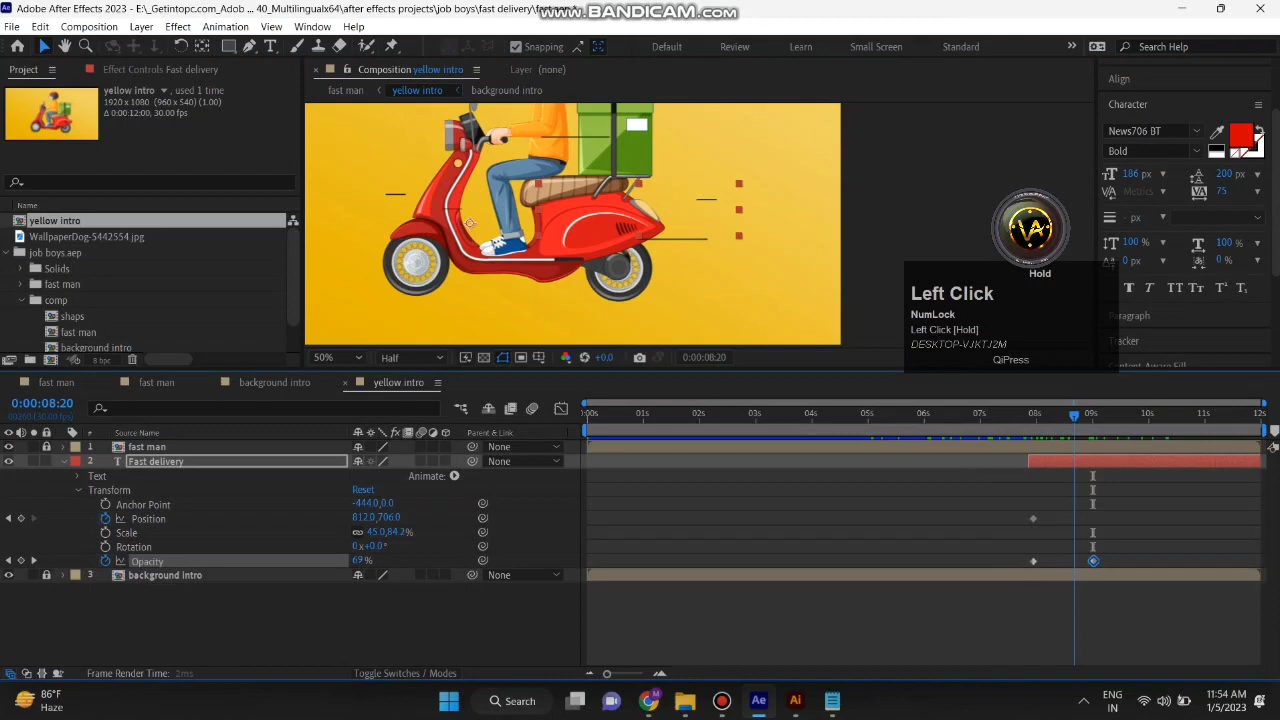 Adobe After Effects 2023 - E:\_Getintopc.com_Adob ... 40_Multilingualx64\after effects projects\job boys\fast delivery\
www.BANDICAM.com
File Edit Composition Layer Effect Animation View Window Help
Snapping
Default Review Learn Small Screen Standard
Search Help
Project
Effect Controls Fast delivery
Composition yellow intro
Layer (none)
Align
yellow intro , used 1 time
1920 x 1080 (960 x 540) (1.00)
Δ 0:00:12:00, 30.00 fps
fast man yellow intro background intro
Character
News706 BT
Bold
186 px 200 px
Metrics 75
- px
100 % 100 %
0 px 0 %
T T TT Tr T¹ T₁
Paragraph
Tracker
Name
yellow intro
WallpaperDog-5442554 jpg
job boys.aep
Solids
fast man
comp
shaps
fast man
background intro
8 bpc
VA
Hold
Left Click
NumLock
Left Click [Hold]
DESKTOP-VJKTJ2M
QiPress
50% Half +0.0 0:00:08:20
fast man fast man background intro yellow intro
0:00:08:20
00260 (30.00 fps)
:00s 01s 02s 03s 04s 05s 06s 07s 08s 09s 10s 11s 12s
# Source Name Parent & Link
1 fast man None
2 T Fast delivery None
Text Animate:
Transform Reset
Anchor Point -444.0,0.0
Position 812.0,706.0
Scale 45.0,84.2%
Rotation 0x+0.0°
Opacity 69 %
3 background intro None
Frame Render Time: 2ms
Toggle Switches / Modes
86°F
Haze
Search
Ae Ai
ENG
IN
11:54 AM
1/5/2023